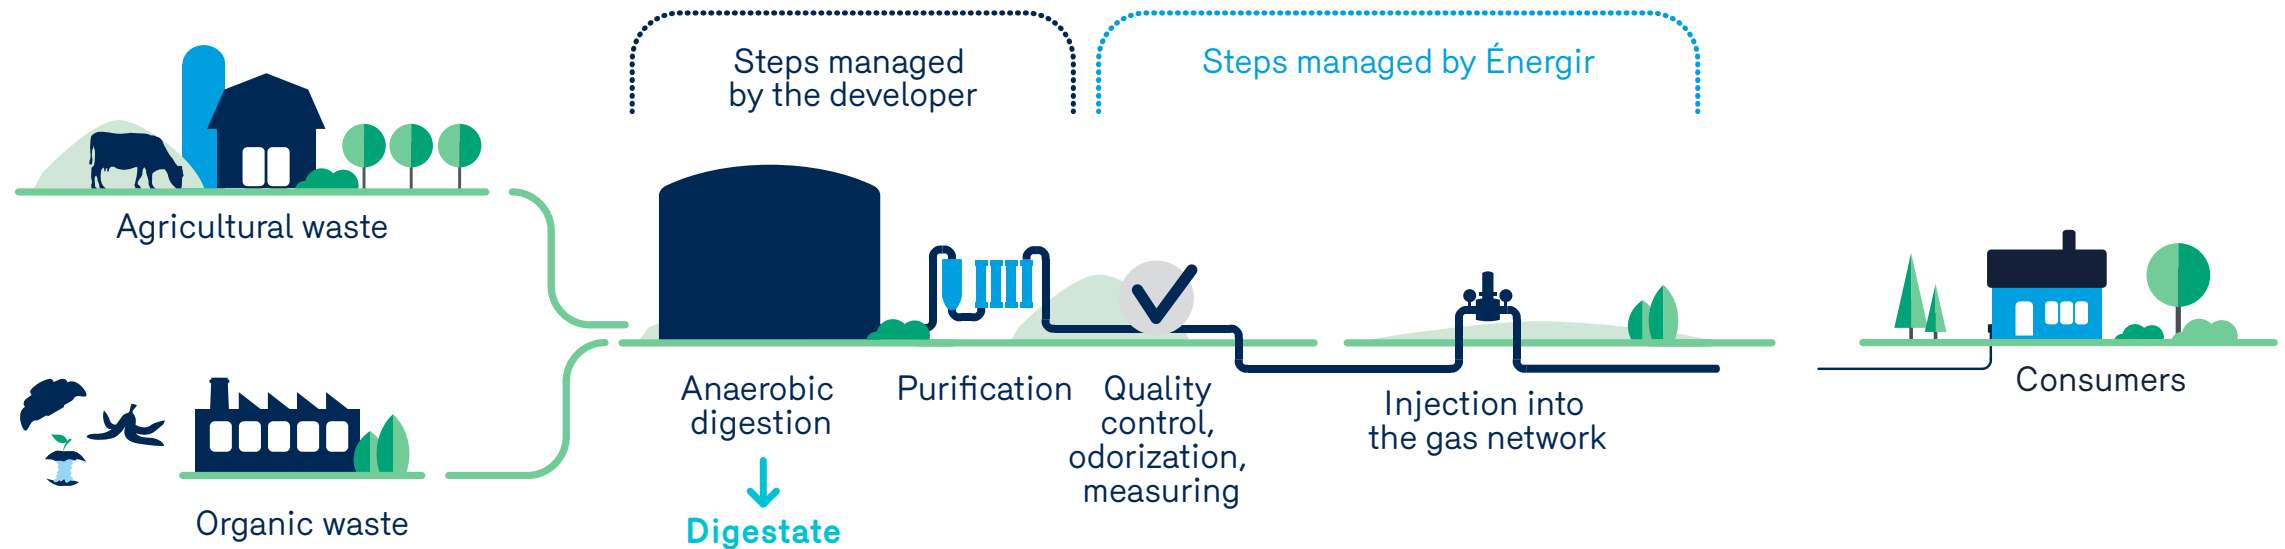 Steps managed
by the developer
Steps managed by Énergir
Agricultural waste
Organic waste
Anaerobic
digestion
Digestate
Purification
Quality
control,
odorization,
measuring
Injection into
the gas network
Consumers